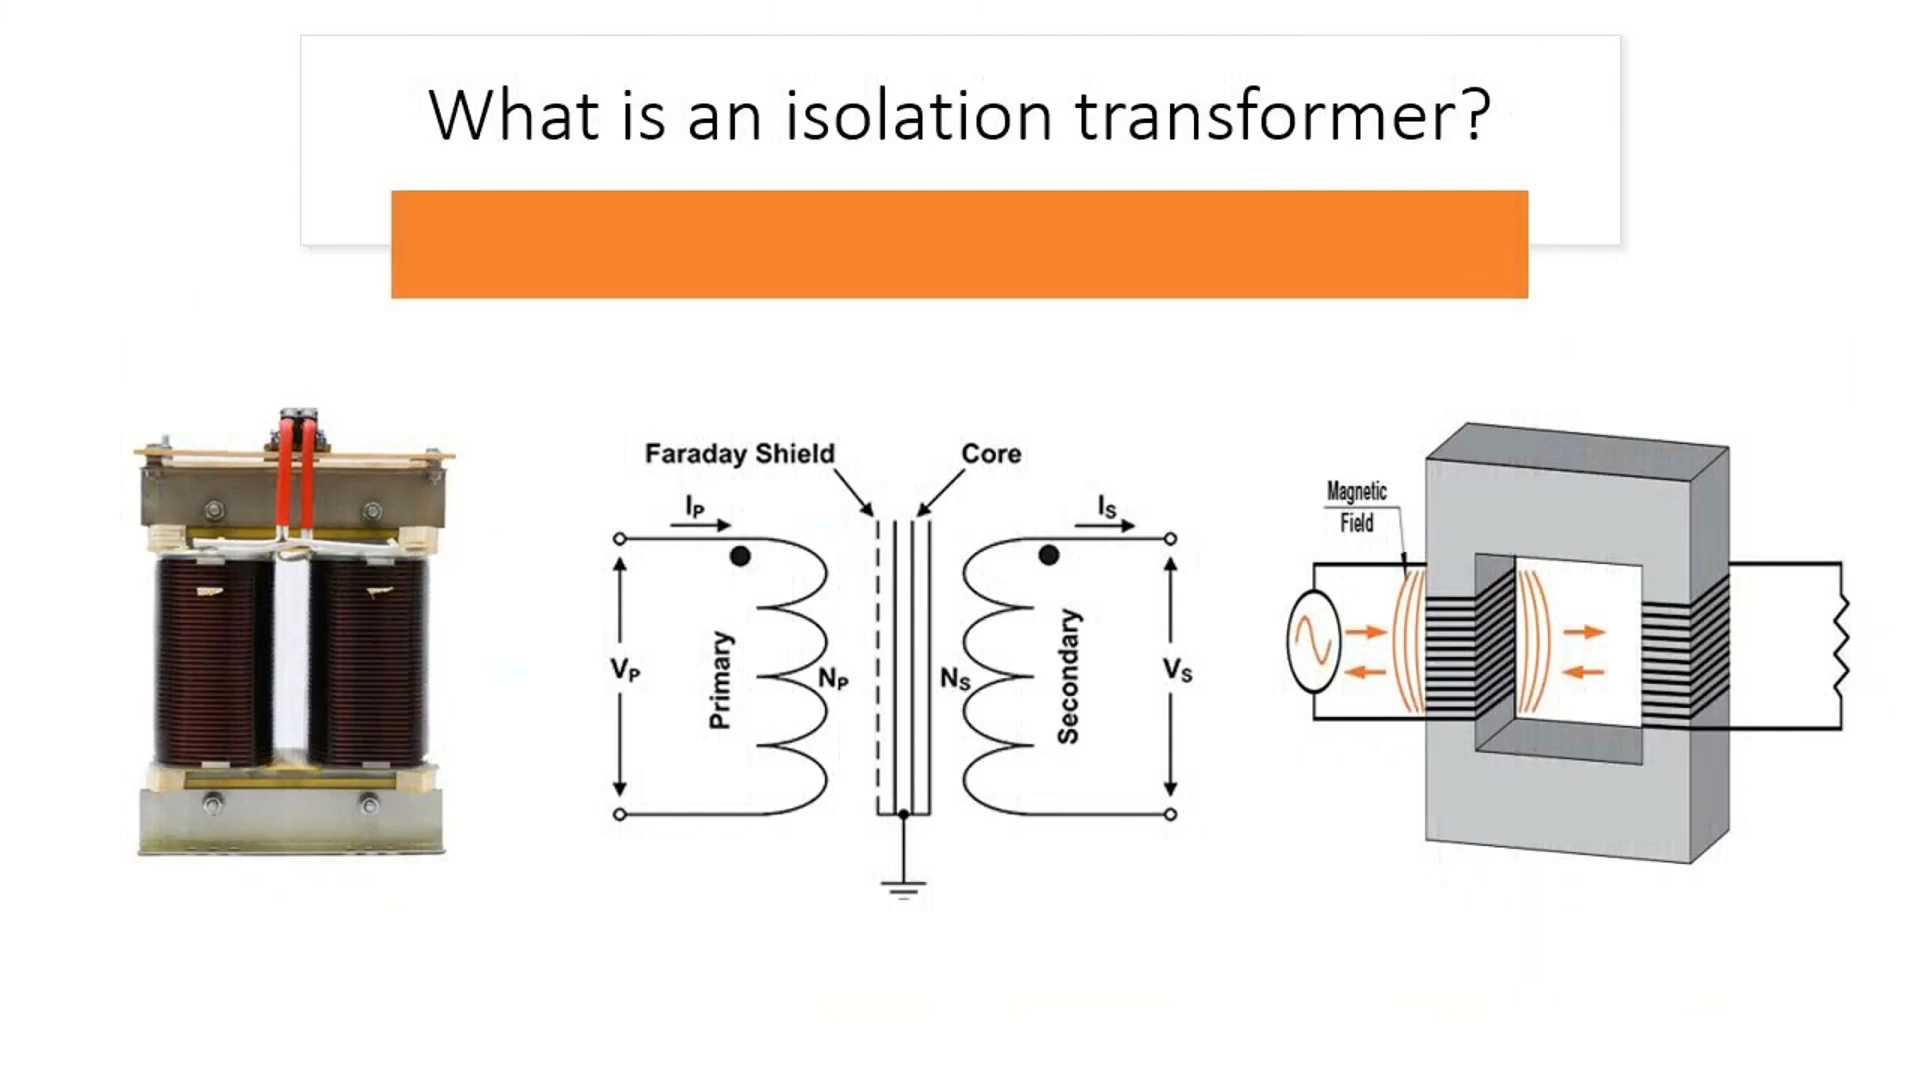 What is an isolation transformer?
Faraday Shield
Core
IP
IS
Magnetic
Field
VP
Primary
NP
NS
Secondary
VS